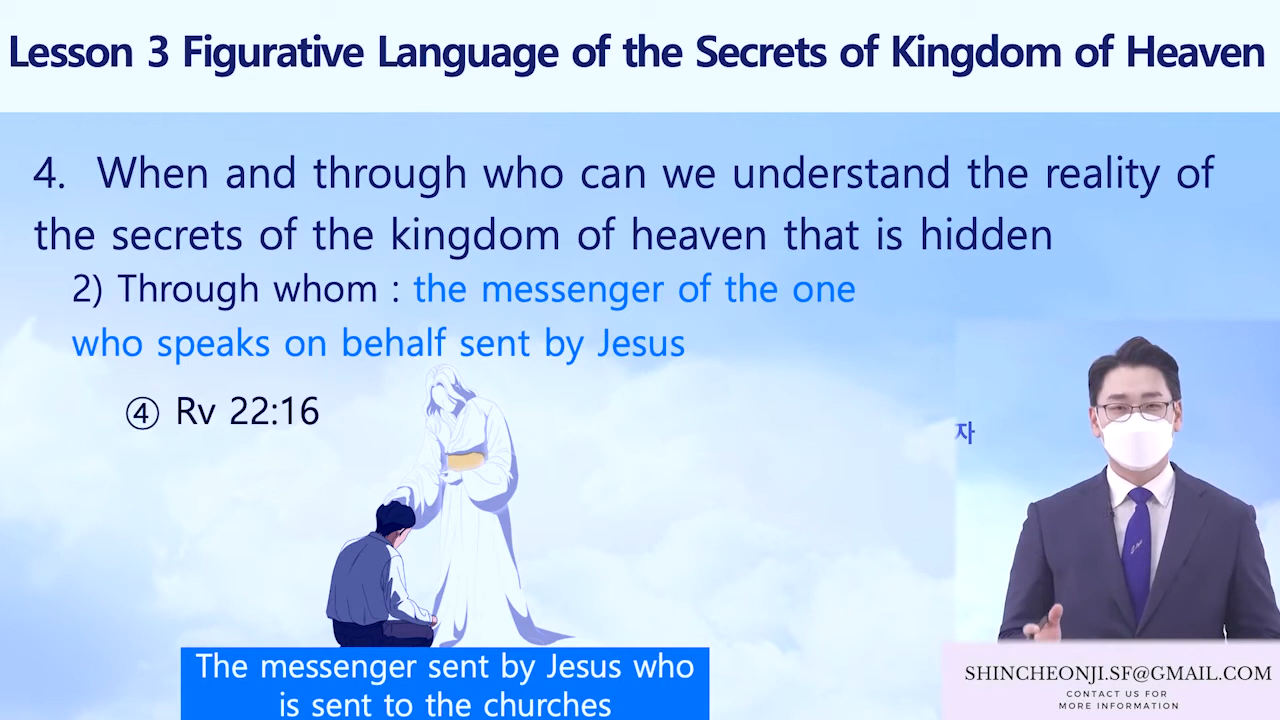 Lesson 3 Figurative Language of the Secrets of Kingdom of Heaven
4. When and through who can we understand the reality of
the secrets of the kingdom of heaven that is hidden
2) Through whom : the messenger of the one
who speaks on behalf sent by Jesus
④ Rv 22:16
자
The messenger sent by Jesus who
is sent to the churches
SHINCHEONJI.SF@GMAIL.COM
CONTACT US FOR
MORE INFORMATION